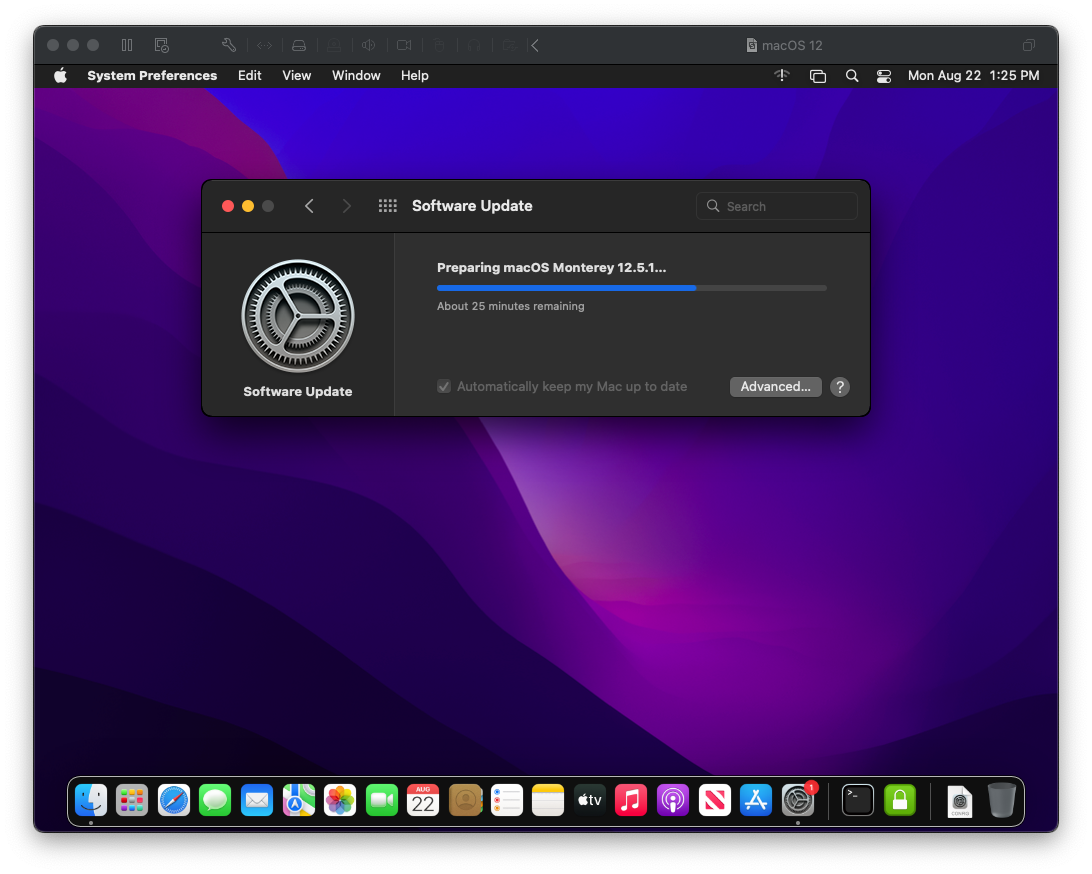 macOS 12
System Preferences Edit View Window Help Mon Aug 22 1:25 PM
Software Update
Search
Preparing macOS Monterey 12.5.1...
About 25 minutes remaining
Automatically keep my Mac up to date
Advanced...
?
Software Update
AUG
22
tv
1
>_
CONFIG